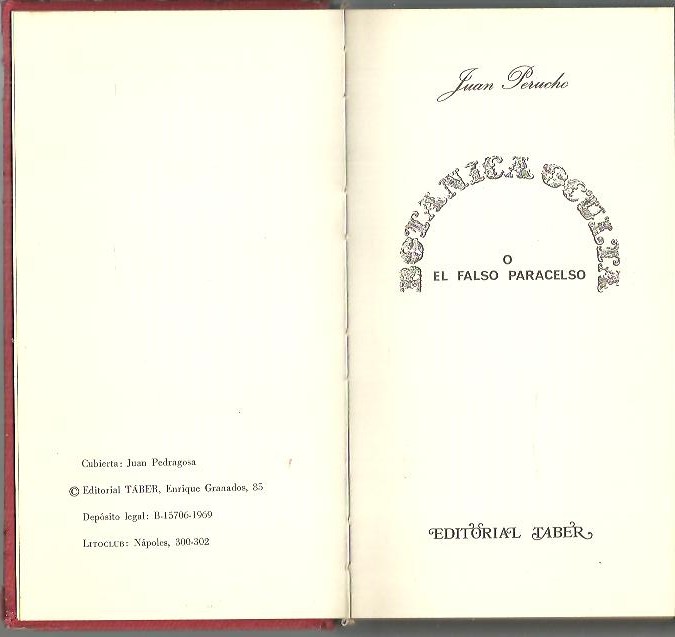 Cubierta: Juan Pedragosa
© Editorial TABER, Enrique Granados, 85
Depósito legal: B-15706-1969
LITOCLUB: Nápoles, 300-302
Juan Perucho
BOTANICA OCULTA
O
EL FALSO PARACELSO
EDITORIAL TABER